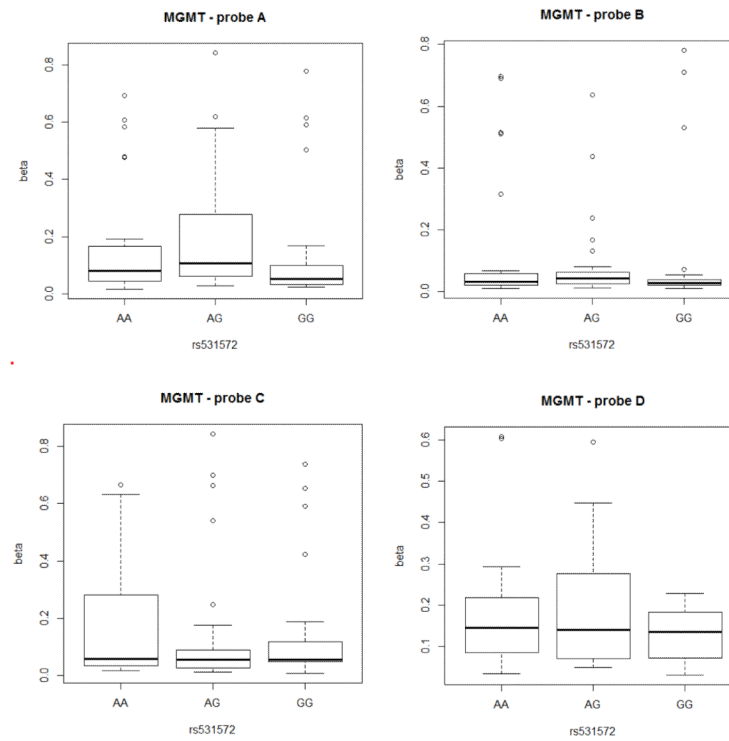 MGMT - probe A
0.8
0.6
0.4
0.2
0.0
beta
AA AG GG
rs531572
MGMT - probe B
0.8
0.6
0.4
0.2
0.0
beta
AA AG GG
rs531572
MGMT - probe C
0.8
0.6
0.4
0.2
0.0
beta
AA AG GG
rs531572
MGMT - probe D
0.6
0.5
0.4
0.3
0.2
0.1
beta
AA AG GG
rs531572